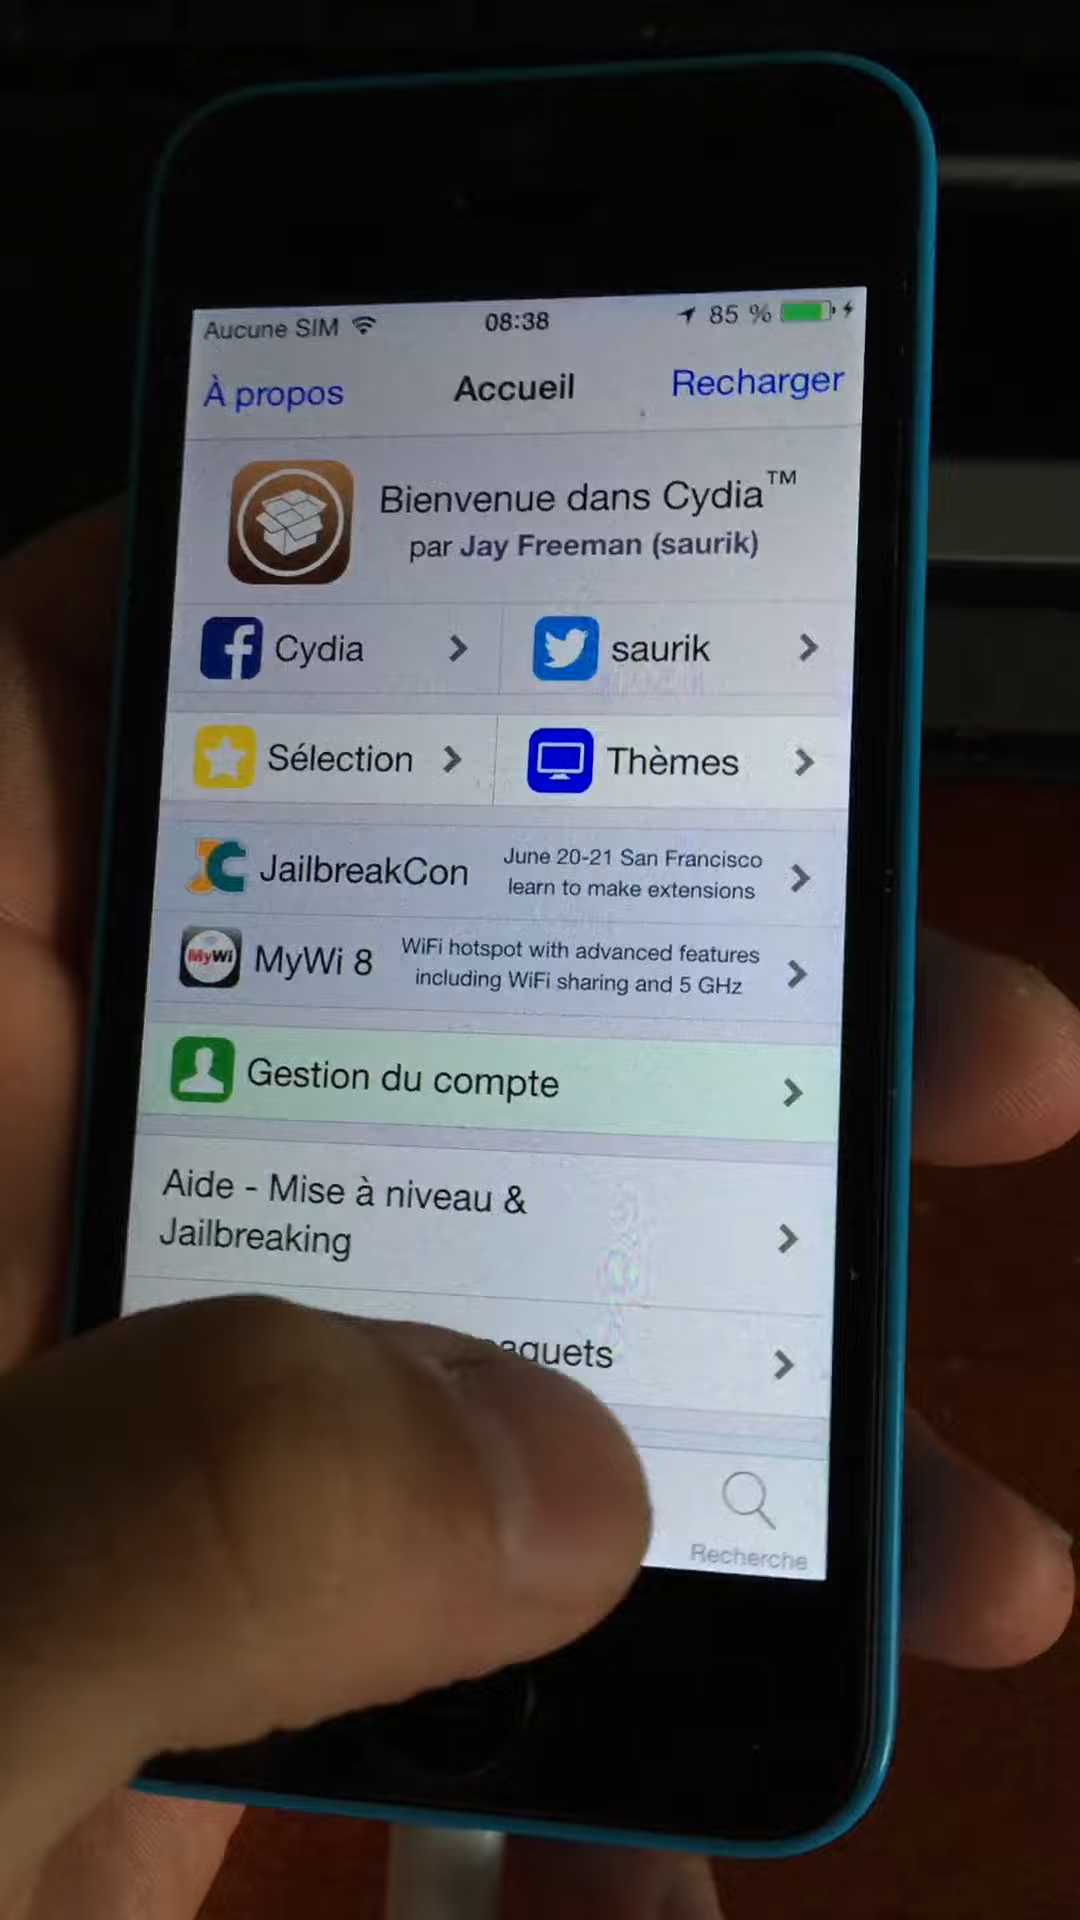 Aucune SIM 08:38 85 %
À propos Accueil Recharger
Bienvenue dans Cydia™
par Jay Freeman (saurik)
Cydia saurik
Sélection Thèmes
JailbreakCon June 20-21 San Francisco
learn to make extensions
MyWi MyWi 8 WiFi hotspot with advanced features
including WiFi sharing and 5 GHz
Gestion du compte
Aide - Mise à niveau &
Jailbreaking
Recherche